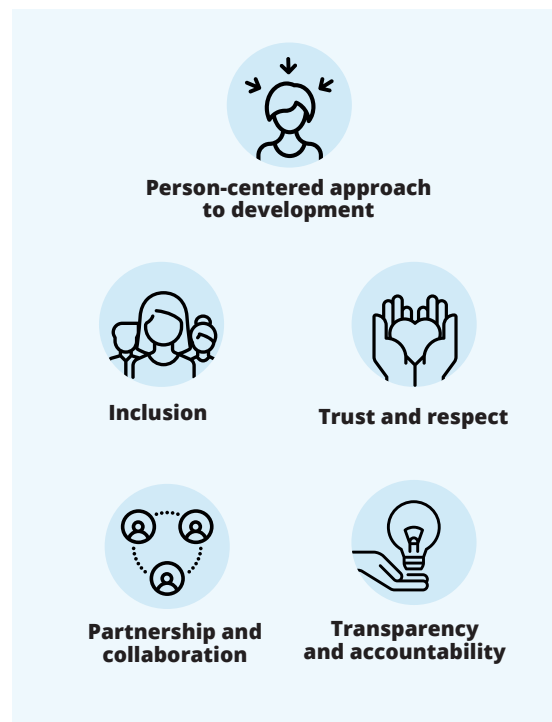 Person-centered approach
to development
Inclusion
Trust and respect
Partnership and
collaboration
Transparency
and accountability